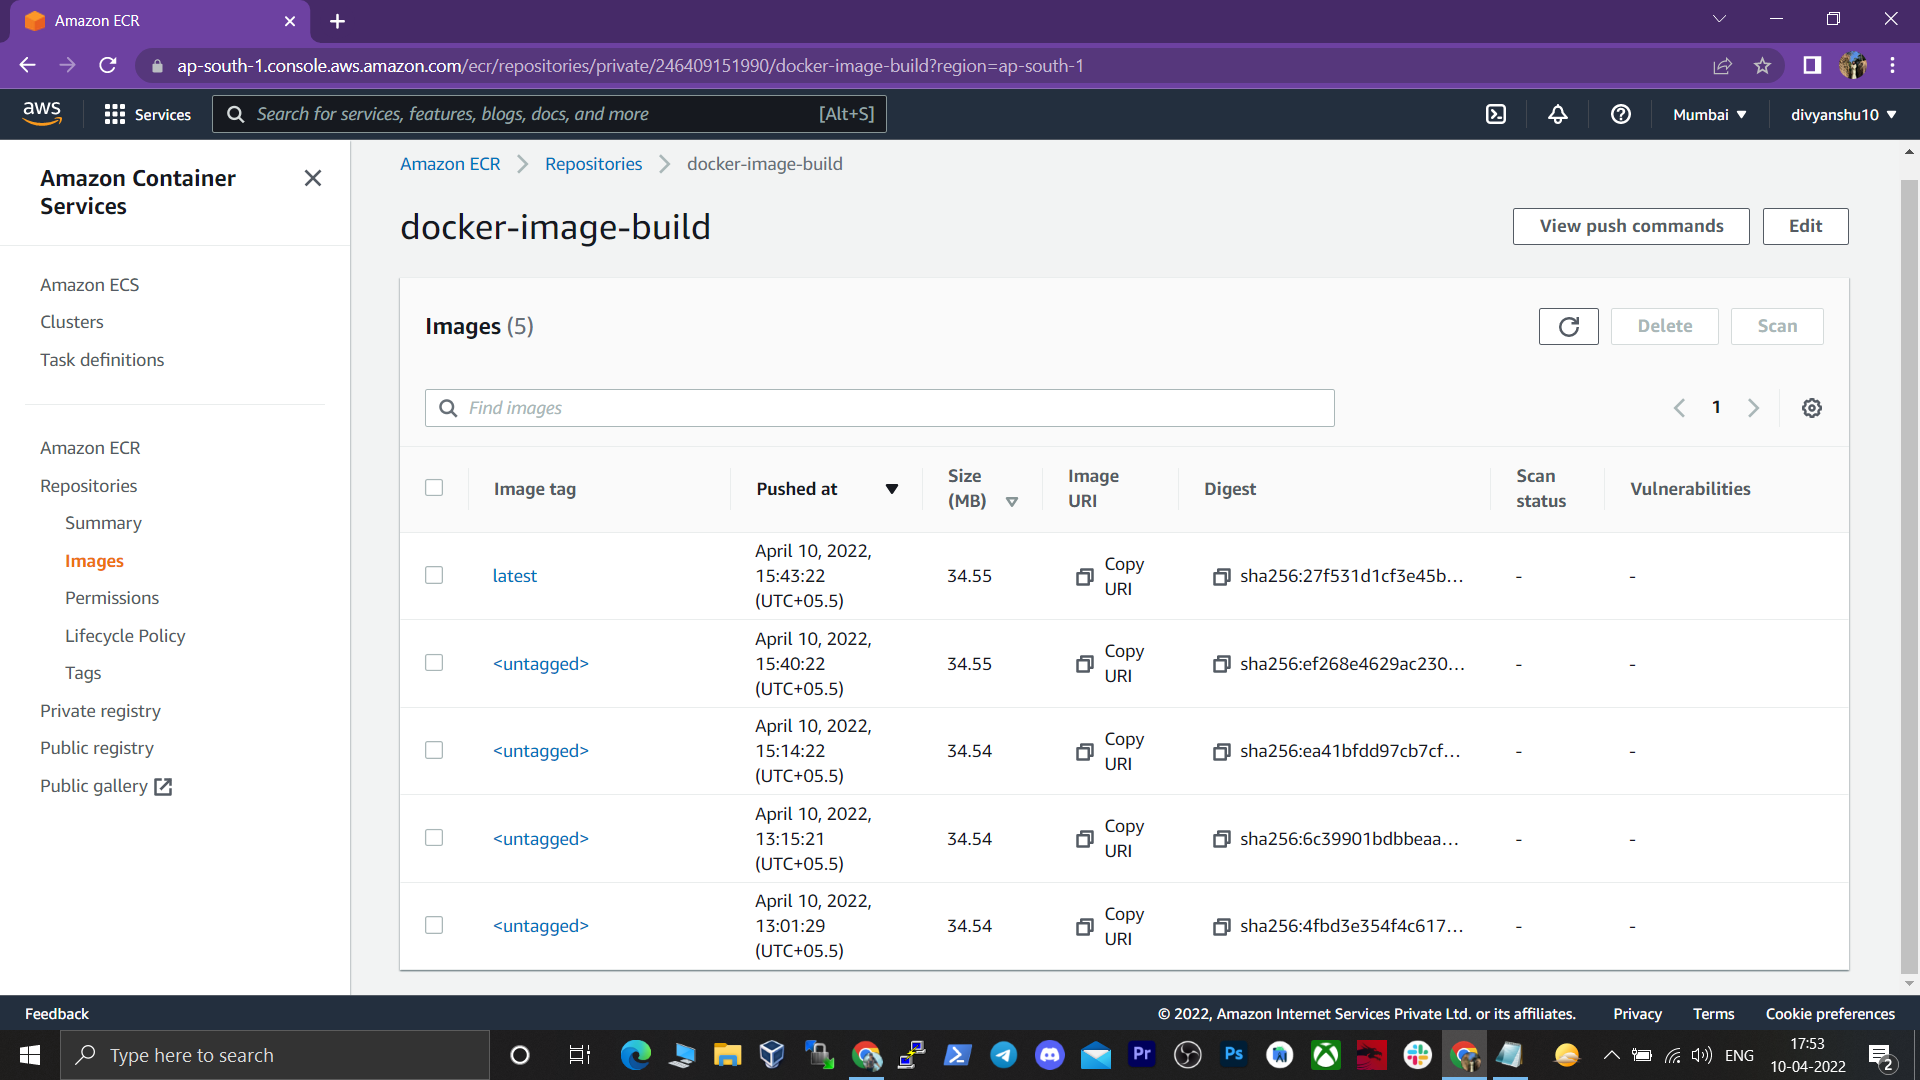 Amazon ECR
ap-south-1.console.aws.amazon.com/ecr/repositories/private/246409151990/docker-image-build?region=ap-south-1
aws
Services
Search for services, features, blogs, docs, and more
[Alt+S]
Mumbai
divyanshu10
Amazon Container
Services
Amazon ECS
Clusters
Task definitions
Amazon ECR
Repositories
Summary
Images
Permissions
Lifecycle Policy
Tags
Private registry
Public registry
Public gallery
Amazon ECR
Repositories
docker-image-build
docker-image-build
View push commands
Edit
Images (5)
Delete
Scan
Find images
1
Image tag
Pushed at
Size
(MB)
Image
URI
Digest
Scan
status
Vulnerabilities
latest
April 10, 2022,
15:43:22
(UTC+05.5)
34.55
Copy
URI
sha256:27f531d1cf3e45b...
-
-
<untagged>
April 10, 2022,
15:40:22
(UTC+05.5)
34.55
Copy
URI
sha256:ef268e4629ac230...
-
-
<untagged>
April 10, 2022,
15:14:22
(UTC+05.5)
34.54
Copy
URI
sha256:ea41bfdd97cb7cf...
-
-
<untagged>
April 10, 2022,
13:15:21
(UTC+05.5)
34.54
Copy
URI
sha256:6c39901bdbbeaa...
-
-
<untagged>
April 10, 2022,
13:01:29
(UTC+05.5)
34.54
Copy
URI
sha256:4fbd3e354f4c617...
-
-
Feedback
© 2022, Amazon Internet Services Private Ltd. or its affiliates.
Privacy
Terms
Cookie preferences
Type here to search
Pr
Ps
ENG
17:53
10-04-2022
2